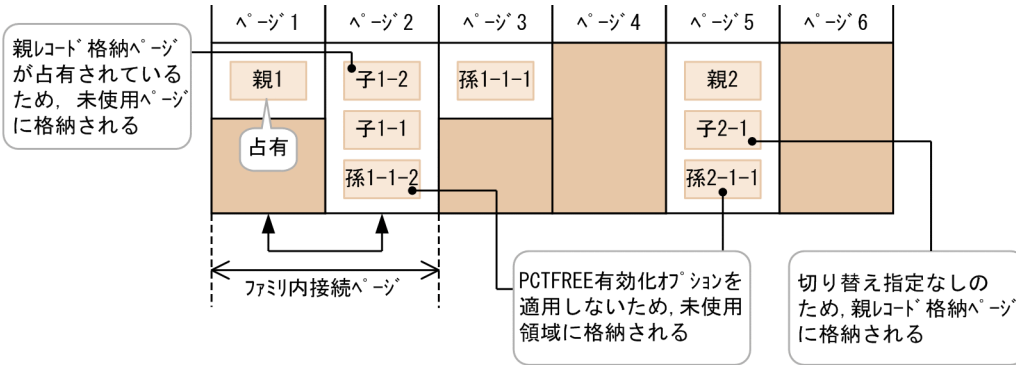 ページ1
ページ2
ページ3
ページ4
ページ5
ページ6
親レコード格納ページ
が占有されている
ため，未使用ページ
に格納される
親1
占有
子1-2
子1-1
孫1-1-2
孫1-1-1
親2
子2-1
孫2-1-1
ファミリ内接続ページ
PCTFREE有効化オプションを
適用しないため,未使用
領域に格納される
切り替え指定なしの
ため,親レコード格納ページ
に格納される